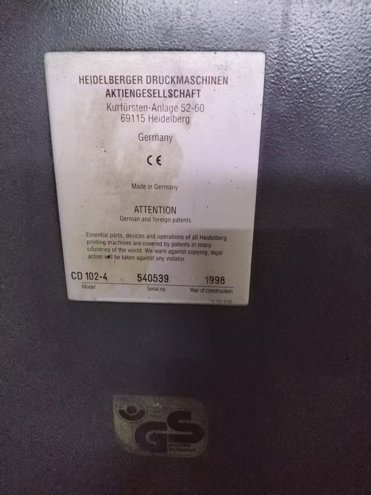 HEIDELBERGER DRUCKMASCHINEN
AKTIENGESELLSCHAFT
Kurfürsten-Anlage 52-60
69115 Heidelberg
Germany
CE
Made in Germany
ATTENTION
German and foreign patents
Essential parts, devices and operations of all Heidelberg
printing machines are covered by patents in many
countries of the world. We warn against copying; legal
action will be taken against any violator.
CD 102-4 540539 1998
Model Serial no. Year of construction
GS